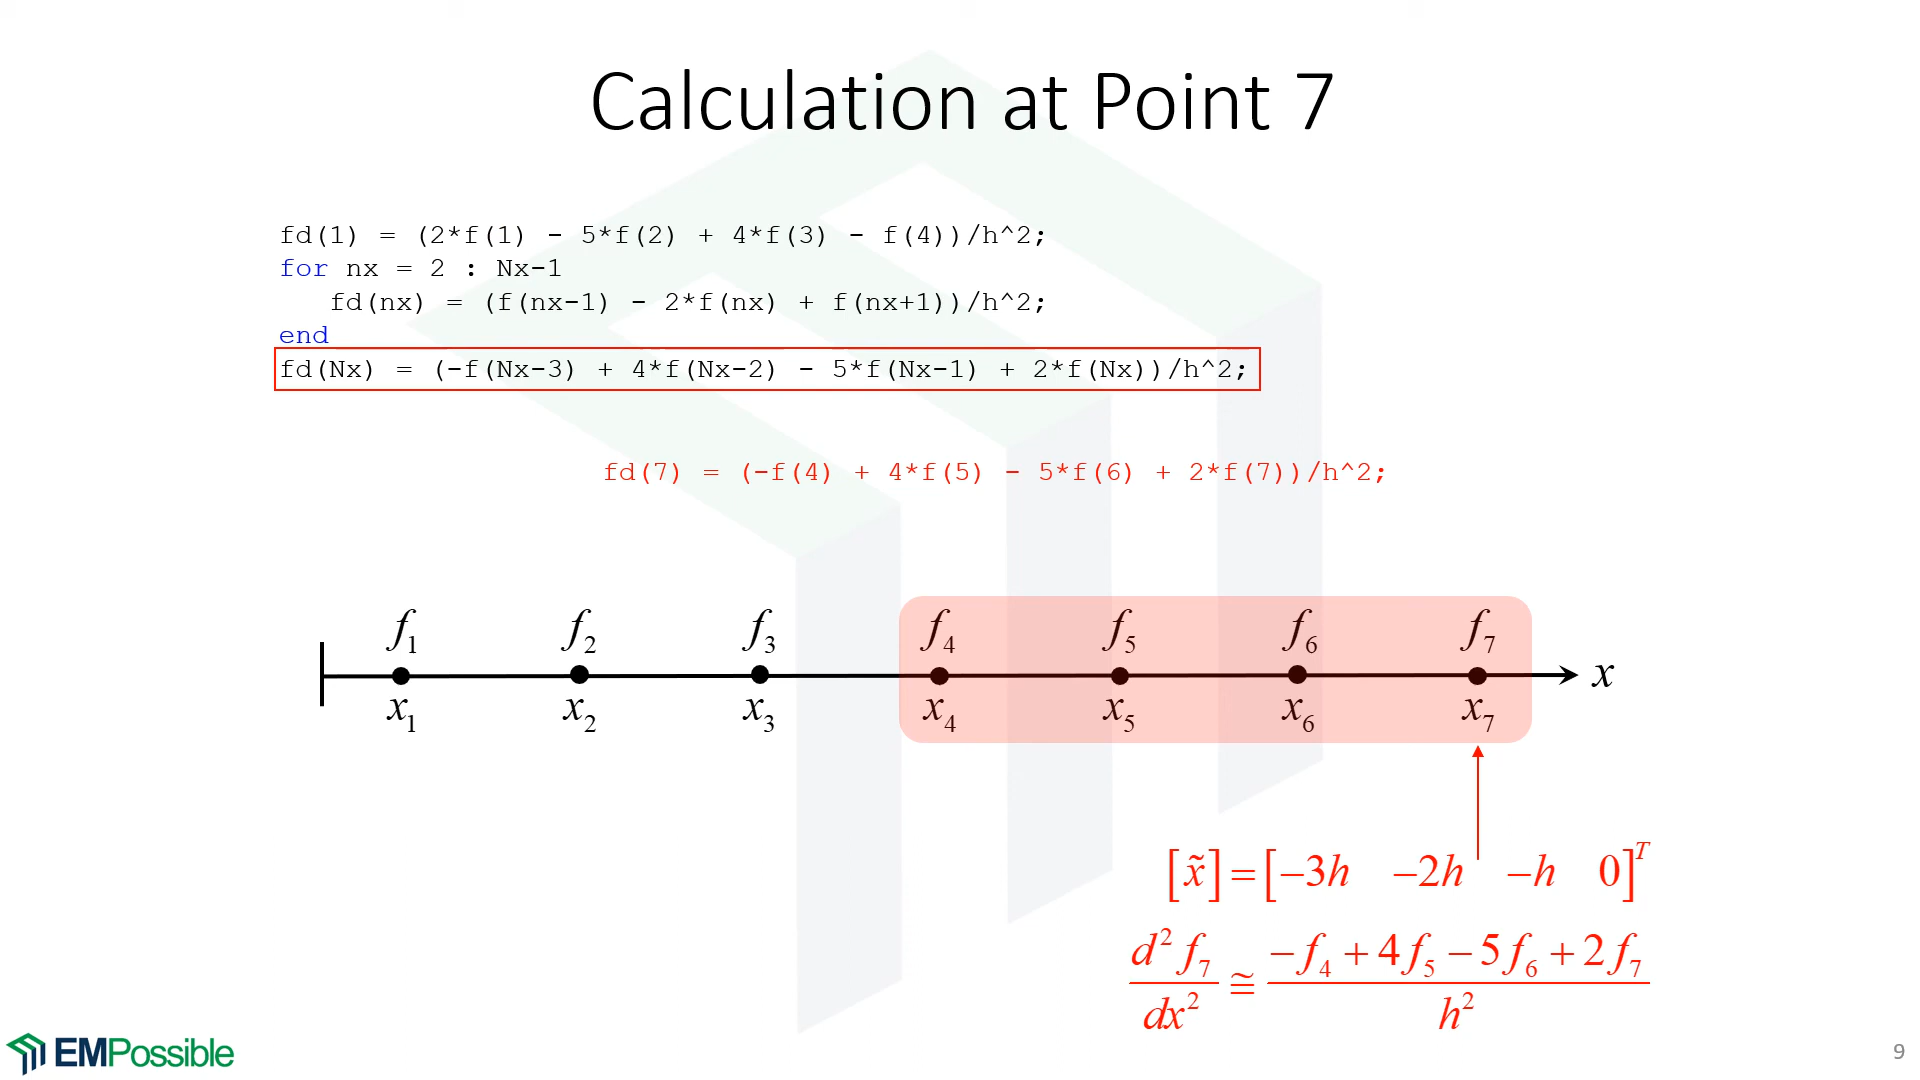 Calculation at Point 7
fd(1) = (2*f(1) - 5*f(2) + 4*f(3) - f(4))/h^2;
for nx = 2 : Nx-1
fd(nx) = (f(nx-1) - 2*f(nx) + f(nx+1))/h^2;
end
fd(Nx) = (-f(Nx-3) + 4*f(Nx-2) - 5*f(Nx-1) + 2*f(Nx))/h^2;
fd(7) = (-f(4) + 4*f(5) - 5*f(6) + 2*f(7))/h^2;
f₁ f₂ f₃ f₄ f₅ f₆ f₇
x
x₁ x₂ x₃ x₄ x₅ x₆ x₇
[x̃] = [−3h −2h −h 0]ᵀ
d²f₇/dx² ≅ (−f₄ + 4f₅ − 5f₆ + 2f₇)/h²
EMPossible
9